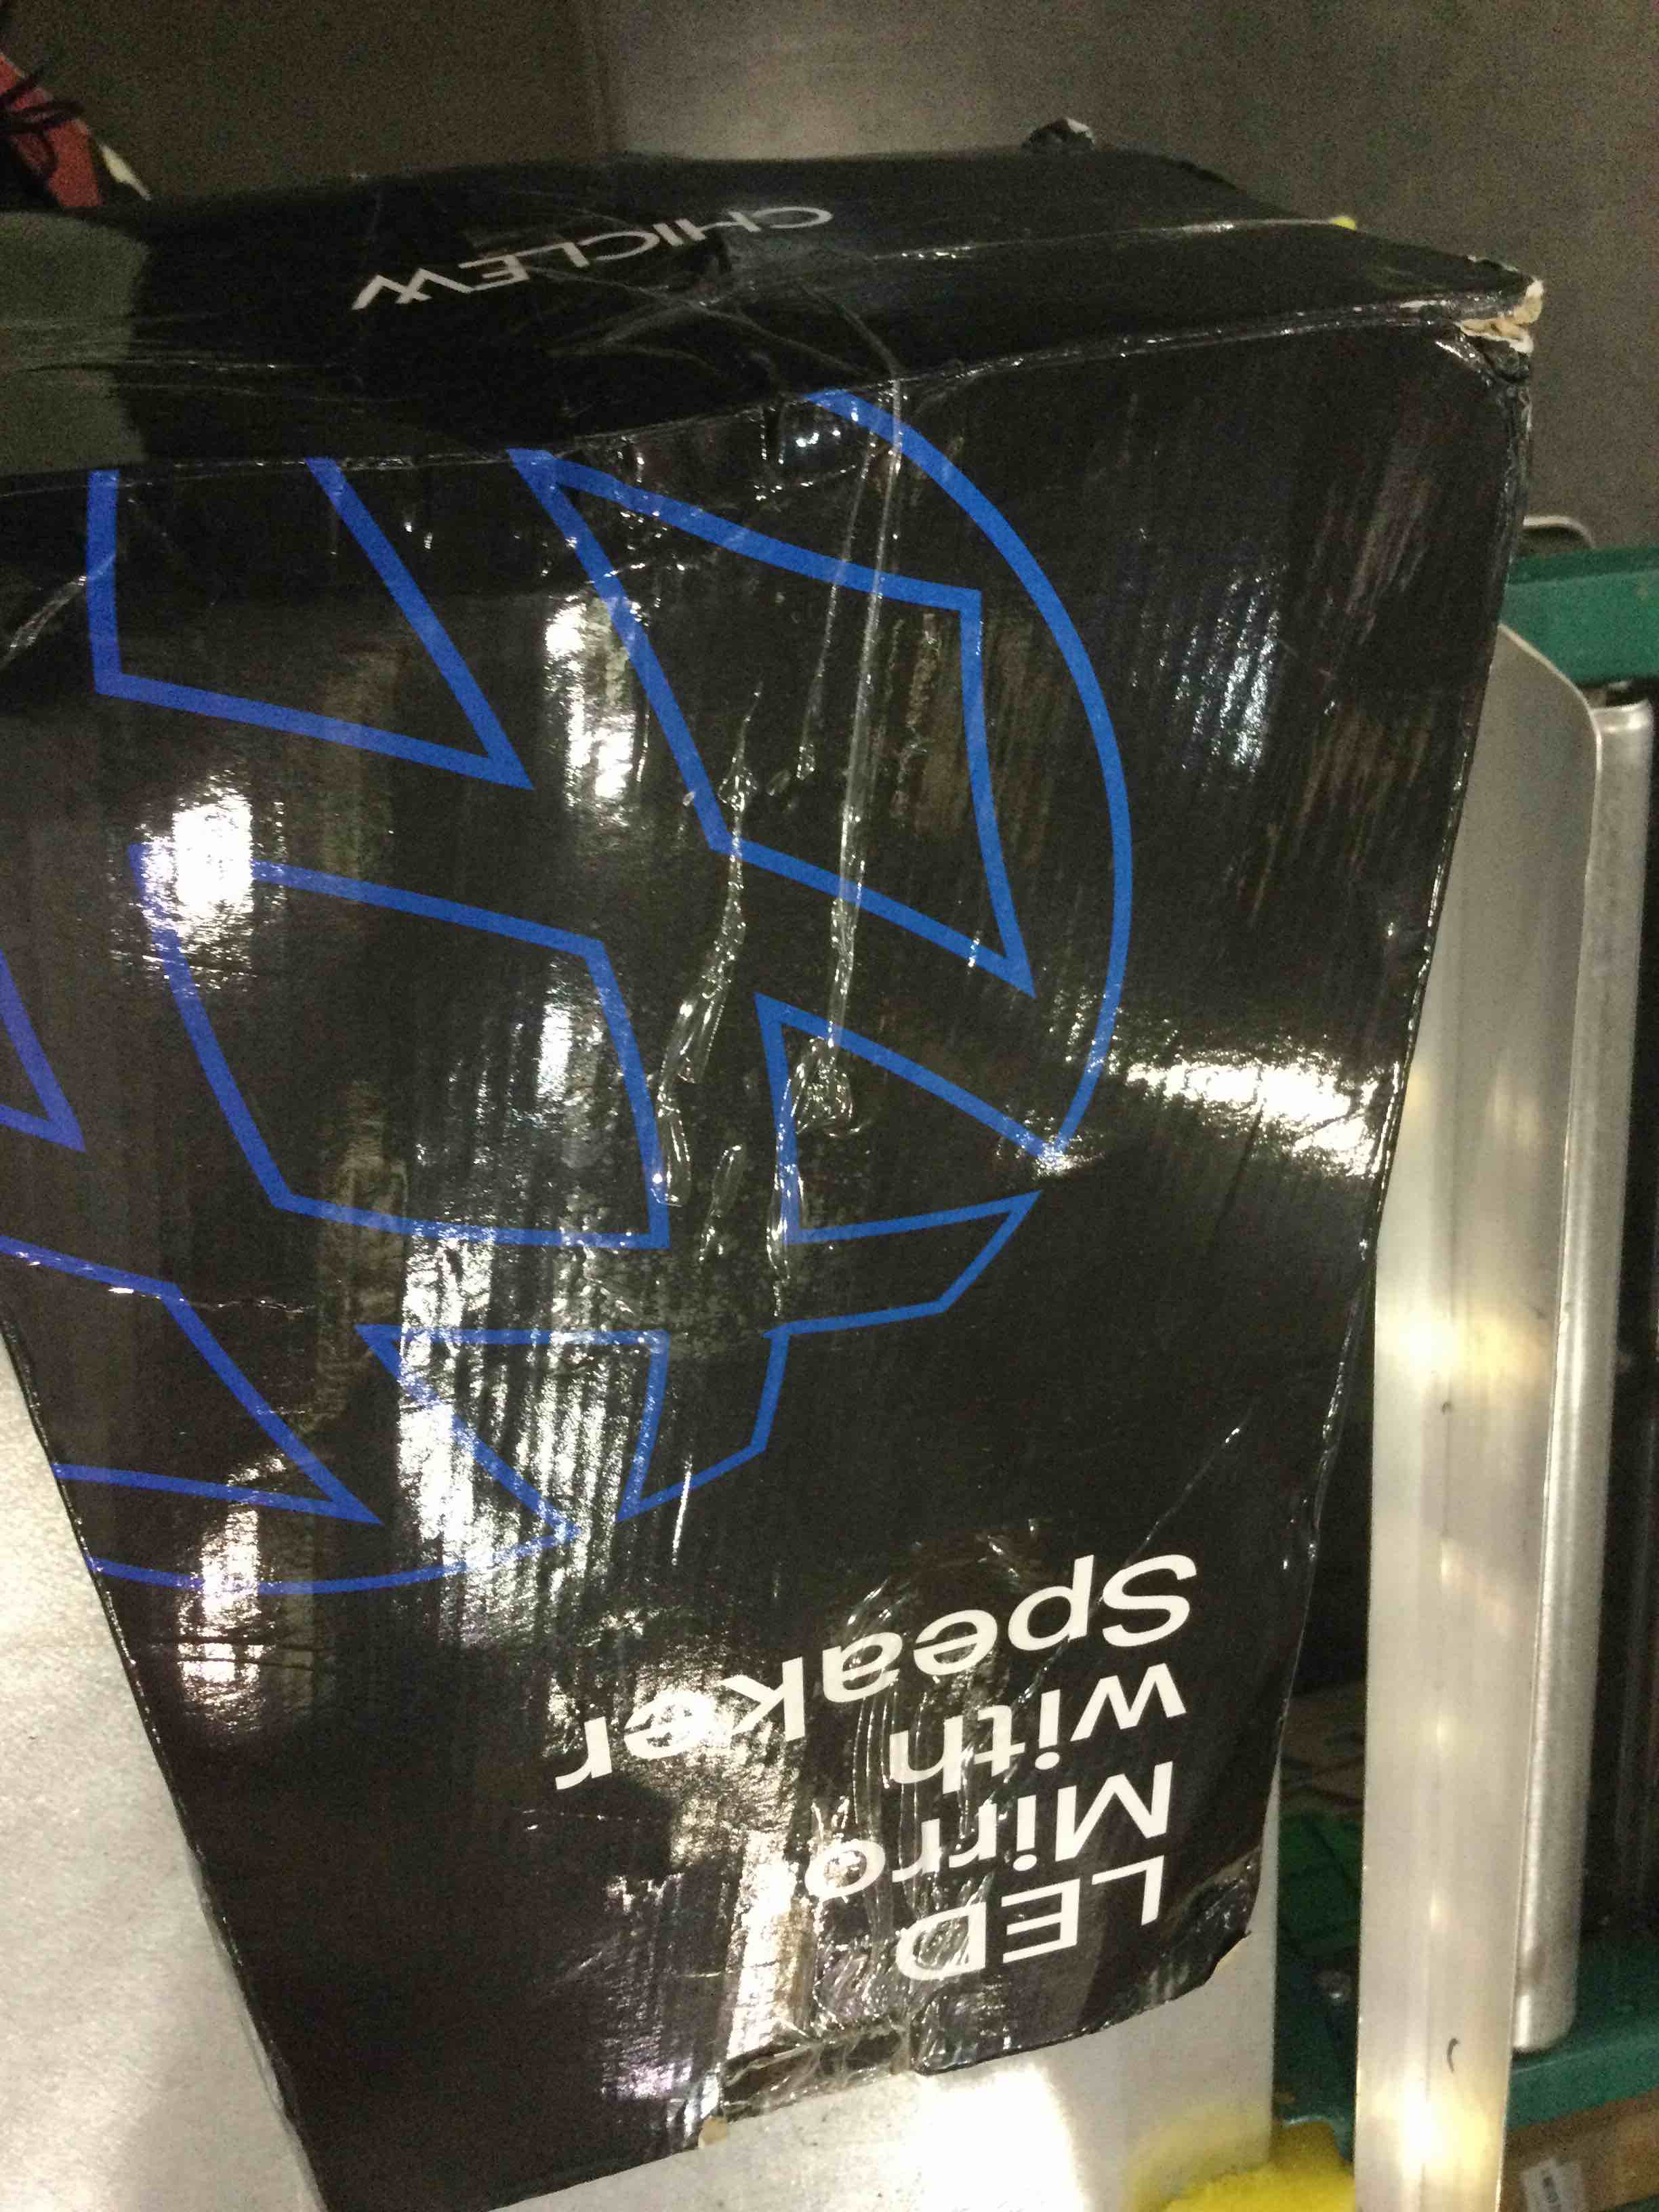 CHICLEW
LED
Mirror
with
Speaker